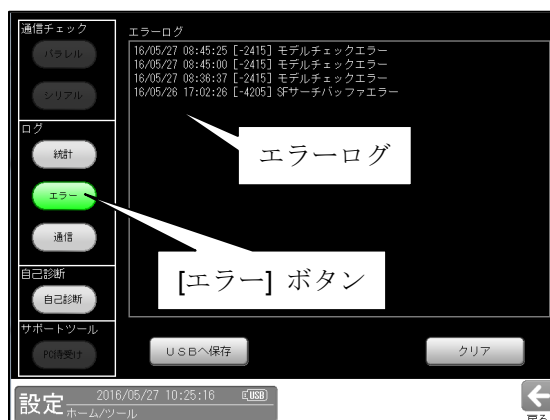 通信チェック
パラレル
シリアル
ログ
統計
エラー
通信
自己診断
自己診断
サポートツール
PC待受け
エラーログ
16/05/27 08:45:25 [-2415] モデルチェックエラー
16/05/27 08:45:00 [-2415] モデルチェックエラー
16/05/27 08:36:37 [-2415] モデルチェックエラー
16/05/26 17:02:26 [-4205] SFサーチバッファエラー
エラーログ
[エラー] ボタン
USBへ保存
クリア
設定
2016/05/27 10:25:16 USB
ホーム/ツール
戻る